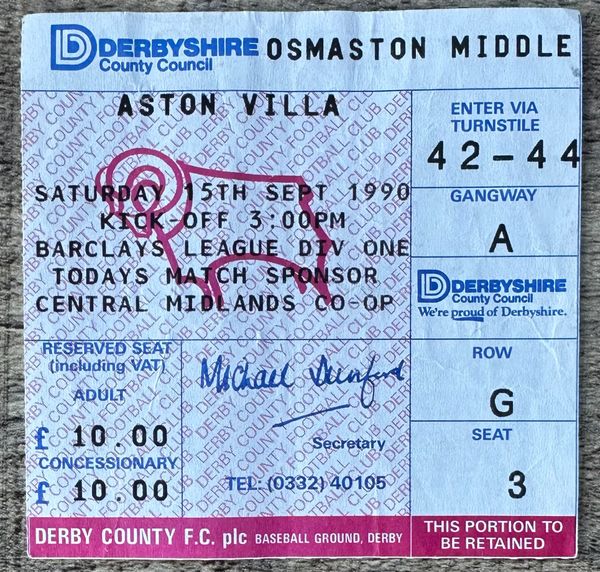 DERBYSHIRE
County Council
OSMASTON MIDDLE
ASTON VILLA
SATURDAY 15TH SEPT 1990
KICK-OFF 3:00PM
BARCLAYS LEAGUE DIV ONE
TODAYS MATCH SPONSOR
CENTRAL MIDLANDS CO-OP
RESERVED SEAT
(including VAT)
ADULT
£ 10.00
CONCESSIONARY
£ 10.00
Michael Dunford
Secretary
TEL: (0332) 40105
DERBY COUNTY F.C. plc BASEBALL GROUND, DERBY
ENTER VIA
TURNSTILE
42-44
GANGWAY
A
DERBYSHIRE
County Council
We're proud of Derbyshire.
ROW
G
SEAT
3
THIS PORTION TO
BE RETAINED